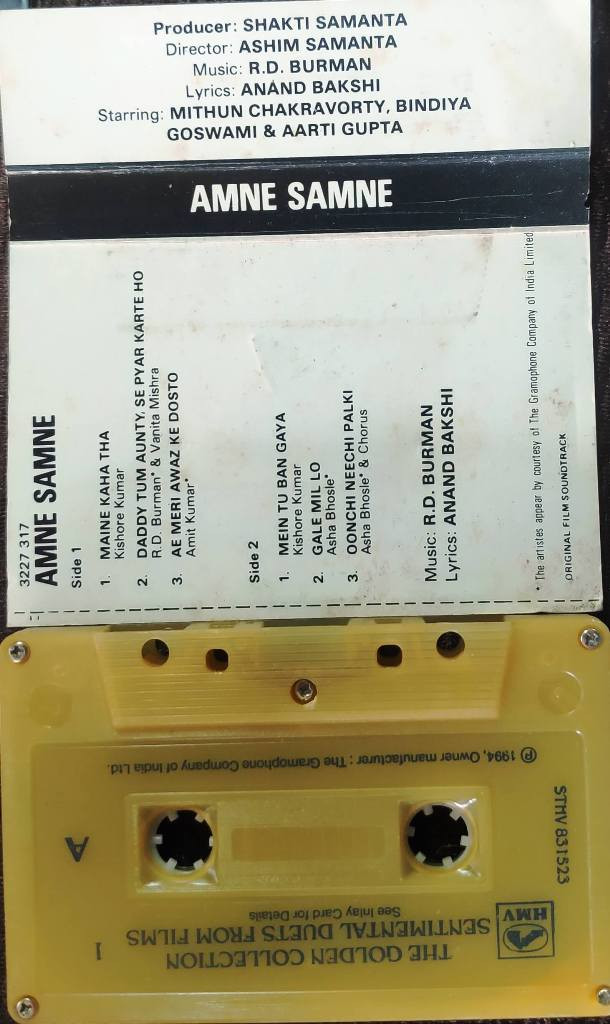 Producer: SHAKTI SAMANTA
Director: ASHIM SAMANTA
Music: R.D. BURMAN
Lyrics: ANAND BAKSHI
Starring: MITHUN CHAKRAVORTY, BINDIYA
GOSWAMI & AARTI GUPTA
AMNE SAMNE
3227 317
AMNE SAMNE
Side 1
1. MAINE KAHA THA
Kishore Kumar
2. DADDY TUM AUNTY, SE PYAR KARTE HO
R.D. Burman* & Vanita Mishra
3. AE MERI AWAZ KE DOSTO
Amit Kumar*
Side 2
1. MEIN TU BAN GAYA
Kishore Kumar
2. GALE MIL LO
Asha Bhosle*
3. OONCHI NEECHI PALKI
Asha Bhosle* & Chorus
Music: R.D. BURMAN
Lyrics: ANAND BAKSHI
* The artistes appear by courtesy of The Gramophone Company of India Limited
ORIGINAL FILM SOUNDTRACK
1
THE GOLDEN COLLECTION
SENTIMENTAL DUETS FROM FILMS
See Inlay Card for Details
HMV
A
STHV 831523
℗ 1994, Owner manufacturer : The Gramophone Company of India Ltd.